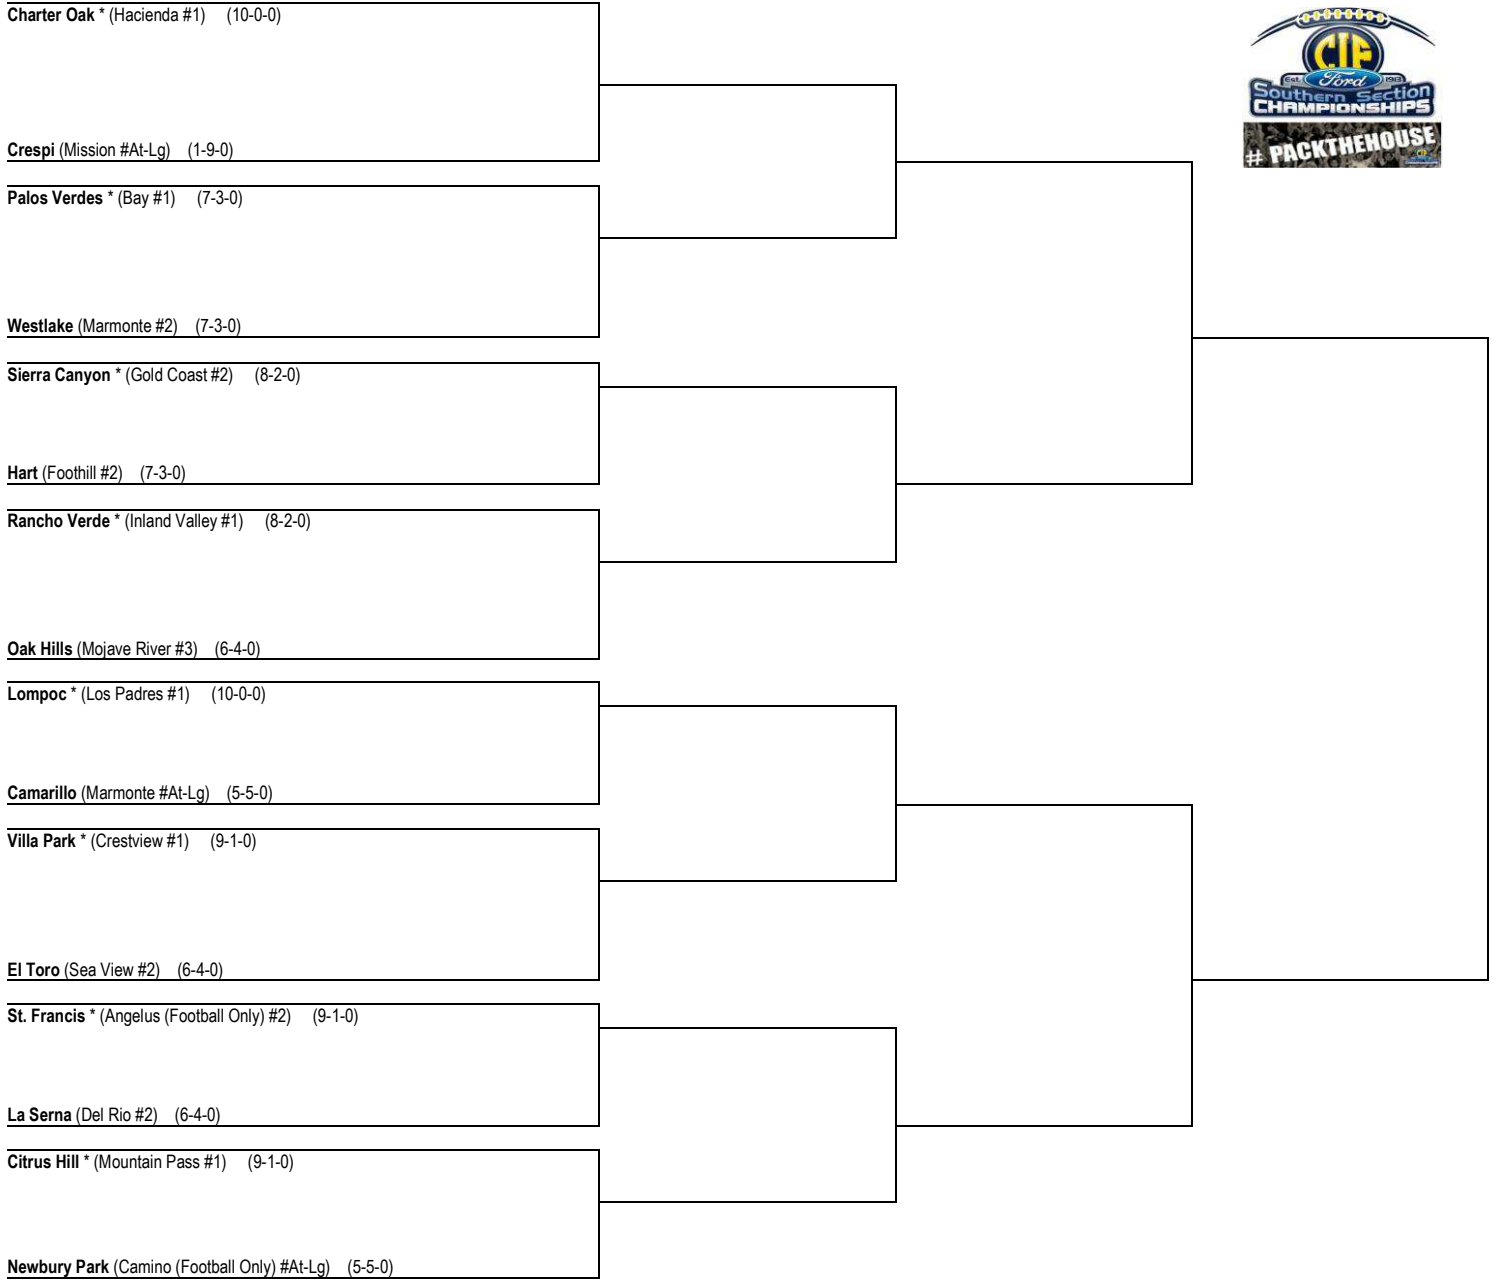 Charter Oak * (Hacienda #1) (10-0-0)
Crespi (Mission #At-Lg) (1-9-0)
Palos Verdes * (Bay #1) (7-3-0)
Westlake (Marmonte #2) (7-3-0)
Sierra Canyon * (Gold Coast #2) (8-2-0)
Hart (Foothill #2) (7-3-0)
Rancho Verde * (Inland Valley #1) (8-2-0)
Oak Hills (Mojave River #3) (6-4-0)
Lompoc * (Los Padres #1) (10-0-0)
Camarillo (Marmonte #At-Lg) (5-5-0)
Villa Park * (Crestview #1) (9-1-0)
El Toro (Sea View #2) (6-4-0)
St. Francis * (Angelus (Football Only) #2) (9-1-0)
La Serna (Del Rio #2) (6-4-0)
Citrus Hill * (Mountain Pass #1) (9-1-0)
Newbury Park (Camino (Football Only) #At-Lg) (5-5-0)
CIF
Est. Ford 1913
Southern Section
CHAMPIONSHIPS
# PACKTHEHOUSE